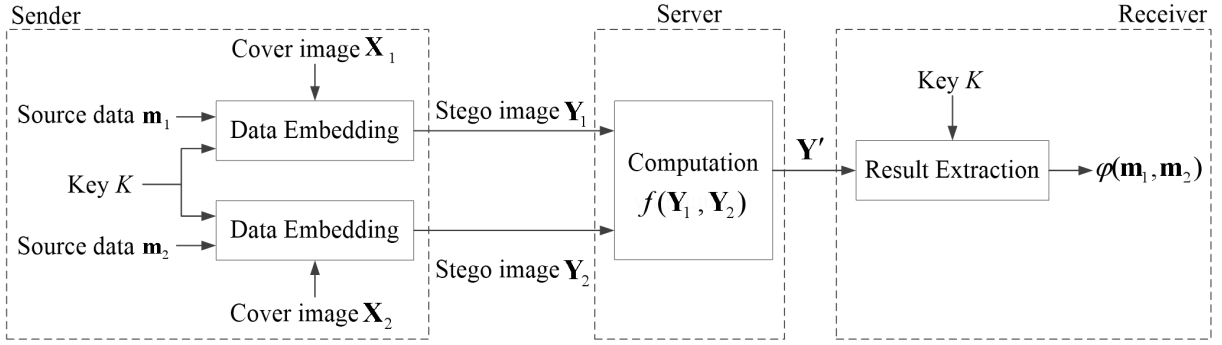 Sender
Server
Receiver
Cover image X₁
Source data m₁
Data Embedding
Key K
Data Embedding
Source data m₂
Cover image X₂
Stego image Y₁
Stego image Y₂
Computation
f(Y₁, Y₂)
Y′
Key K
Result Extraction
φ(m₁, m₂)